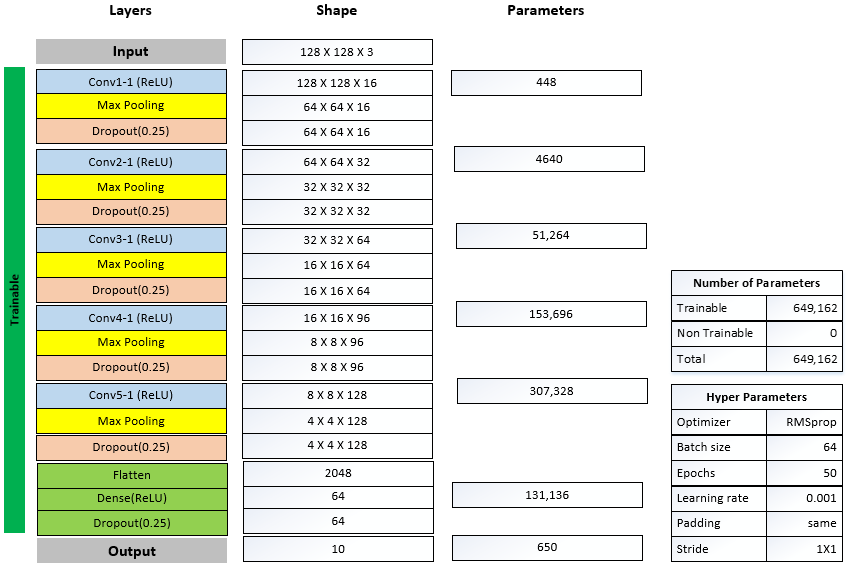 Layers Shape Parameters
Input 128 X 128 X 3
Conv1-1 (ReLU) 128 X 128 X 16 448
Max Pooling 64 X 64 X 16
Dropout(0.25) 64 X 64 X 16
Conv2-1 (ReLU) 64 X 64 X 32 4640
Max Pooling 32 X 32 X 32
Dropout(0.25) 32 X 32 X 32
Conv3-1 (ReLU) 32 X 32 X 64 51,264
Max Pooling 16 X 16 X 64
Dropout(0.25) 16 X 16 X 64
Conv4-1 (ReLU) 16 X 16 X 96 153,696
Max Pooling 8 X 8 X 96
Dropout(0.25) 8 X 8 X 96
Conv5-1 (ReLU) 8 X 8 X 128 307,328
Max Pooling 4 X 4 X 128
Dropout(0.25) 4 X 4 X 128
Flatten 2048
Dense(ReLU) 64 131,136
Dropout(0.25) 64
Output 10 650
Trainable
Number of Parameters
Trainable 649,162
Non Trainable 0
Total 649,162
Hyper Parameters
Optimizer RMSprop
Batch size 64
Epochs 50
Learning rate 0.001
Padding same
Stride 1X1